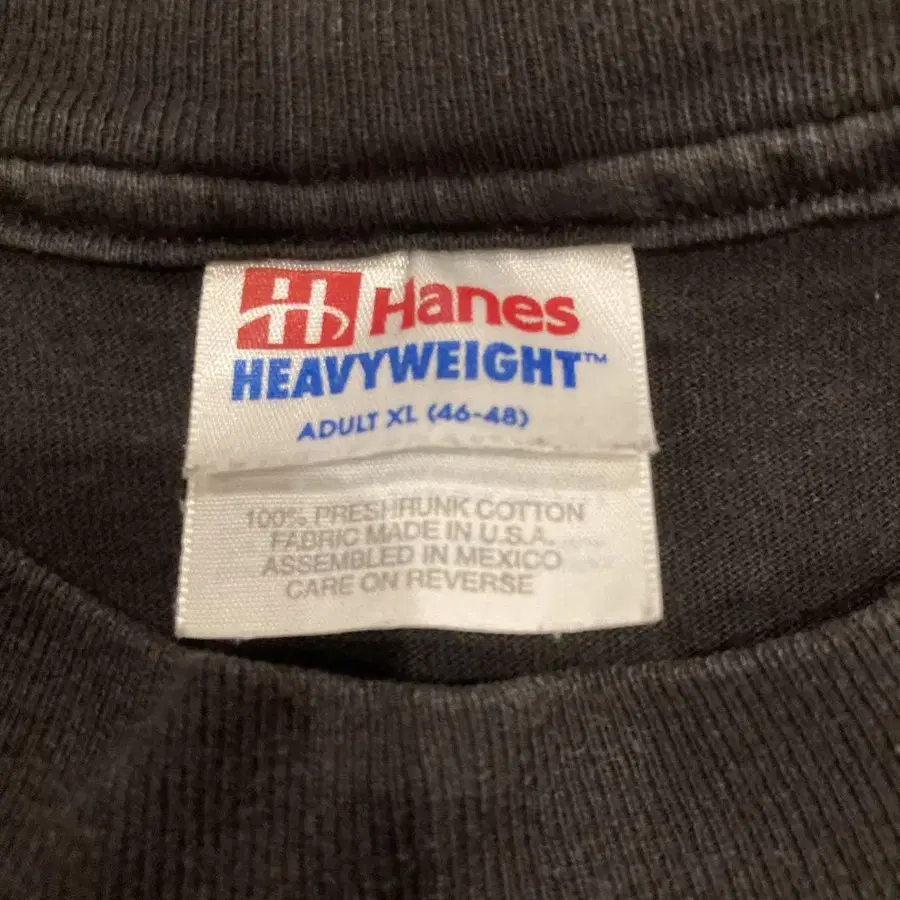 H Hanes
HEAVYWEIGHT™
ADULT XL (46-48)
100% PRESHRUNK COTTON
FABRIC MADE IN U.S.A.
ASSEMBLED IN MEXICO
CARE ON REVERSE